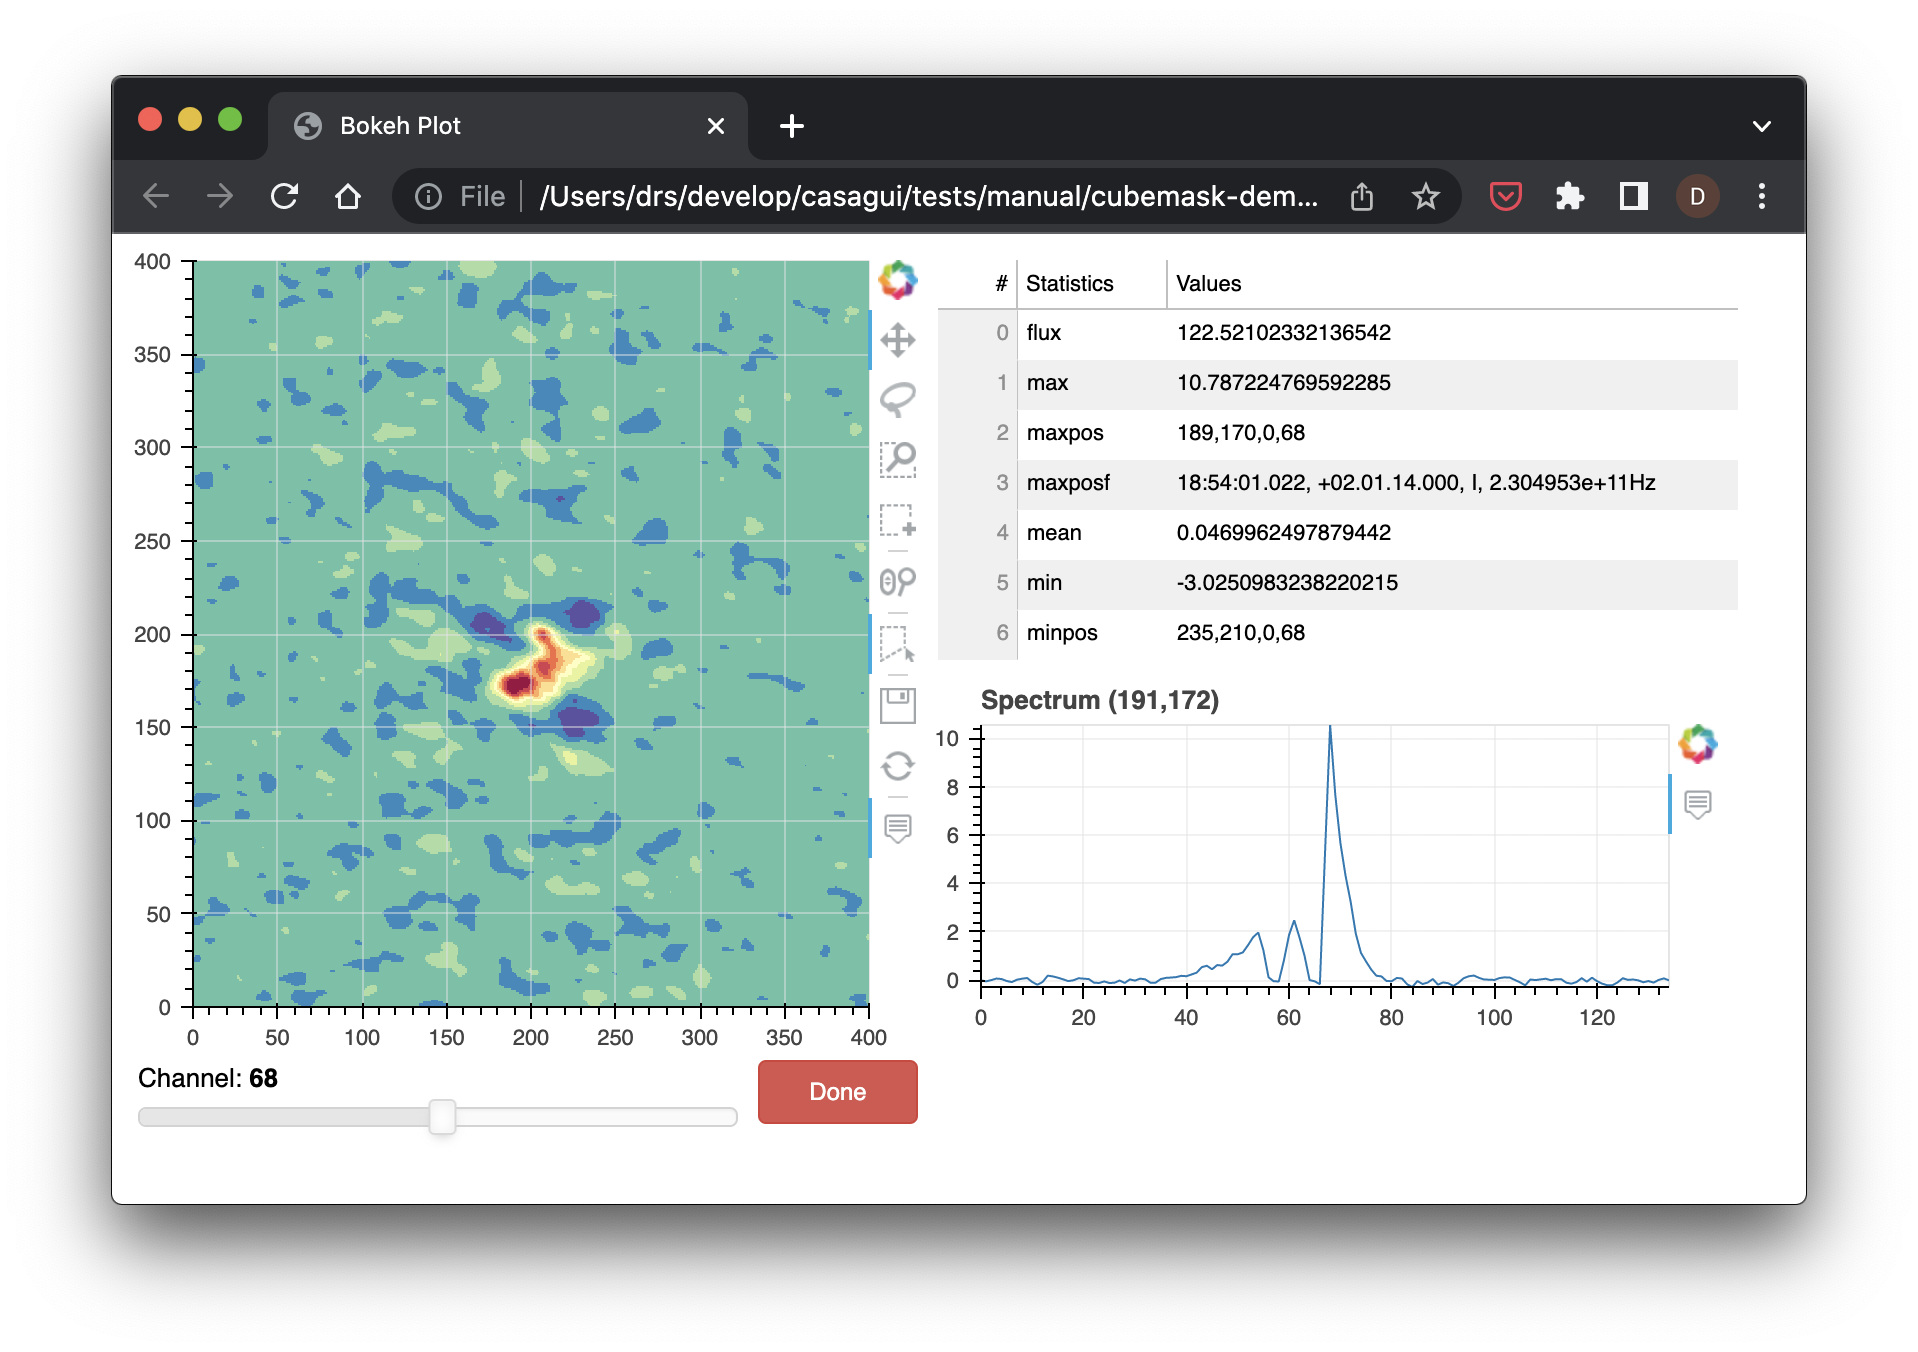 Bokeh Plot
File /Users/drs/develop/casagui/tests/manual/cubemask-dem...
D
400
350
300
250
200
150
100
50
0
0 50 100 150 200 250 300 350 400
Channel: 68
Done
# Statistics Values
0 flux 122.52102332136542
1 max 10.787224769592285
2 maxpos 189,170,0,68
3 maxposf 18:54:01.022, +02.01.14.000, I, 2.304953e+11Hz
4 mean 0.0469962497879442
5 min -3.0250983238220215
6 minpos 235,210,0,68
Spectrum (191,172)
10
8
6
4
2
0
0 20 40 60 80 100 120